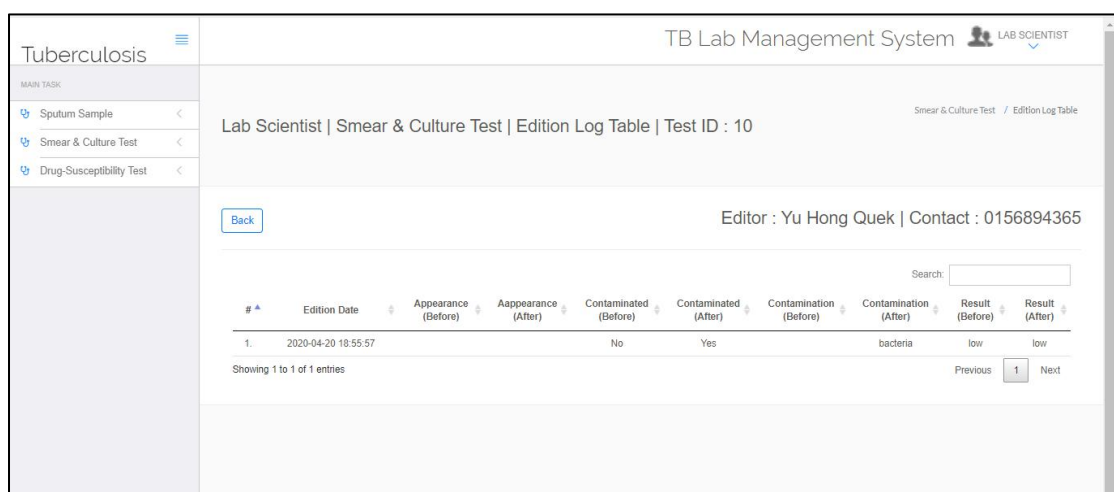 Tuberculosis
TB Lab Management System LAB SCIENTIST
MAIN TASK
Sputum Sample
Smear & Culture Test
Drug-Susceptibility Test
Smear & Culture Test / Edition Log Table
Lab Scientist | Smear & Culture Test | Edition Log Table | Test ID : 10
Back
Editor : Yu Hong Quek | Contact : 0156894365
Search:
# Edition Date Appearance (Before) Aappearance (After) Contaminated (Before) Contaminated (After) Contamination (Before) Contamination (After) Result (Before) Result (After)
1. 2020-04-20 18:55:57 No Yes bacteria low low
Showing 1 to 1 of 1 entries
Previous 1 Next